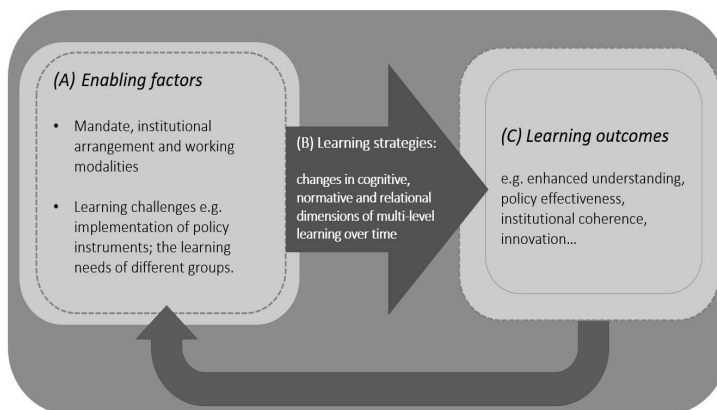 (A) Enabling factors
• Mandate, institutional
arrangement and working
modalities
• Learning challenges e.g.
implementation of policy
instruments; the learning
needs of different groups.
(B) Learning strategies:
changes in cognitive,
normative and relational
dimensions of multi-level
learning over time
(C) Learning outcomes
e.g. enhanced understanding,
policy effectiveness,
institutional coherence,
innovation...